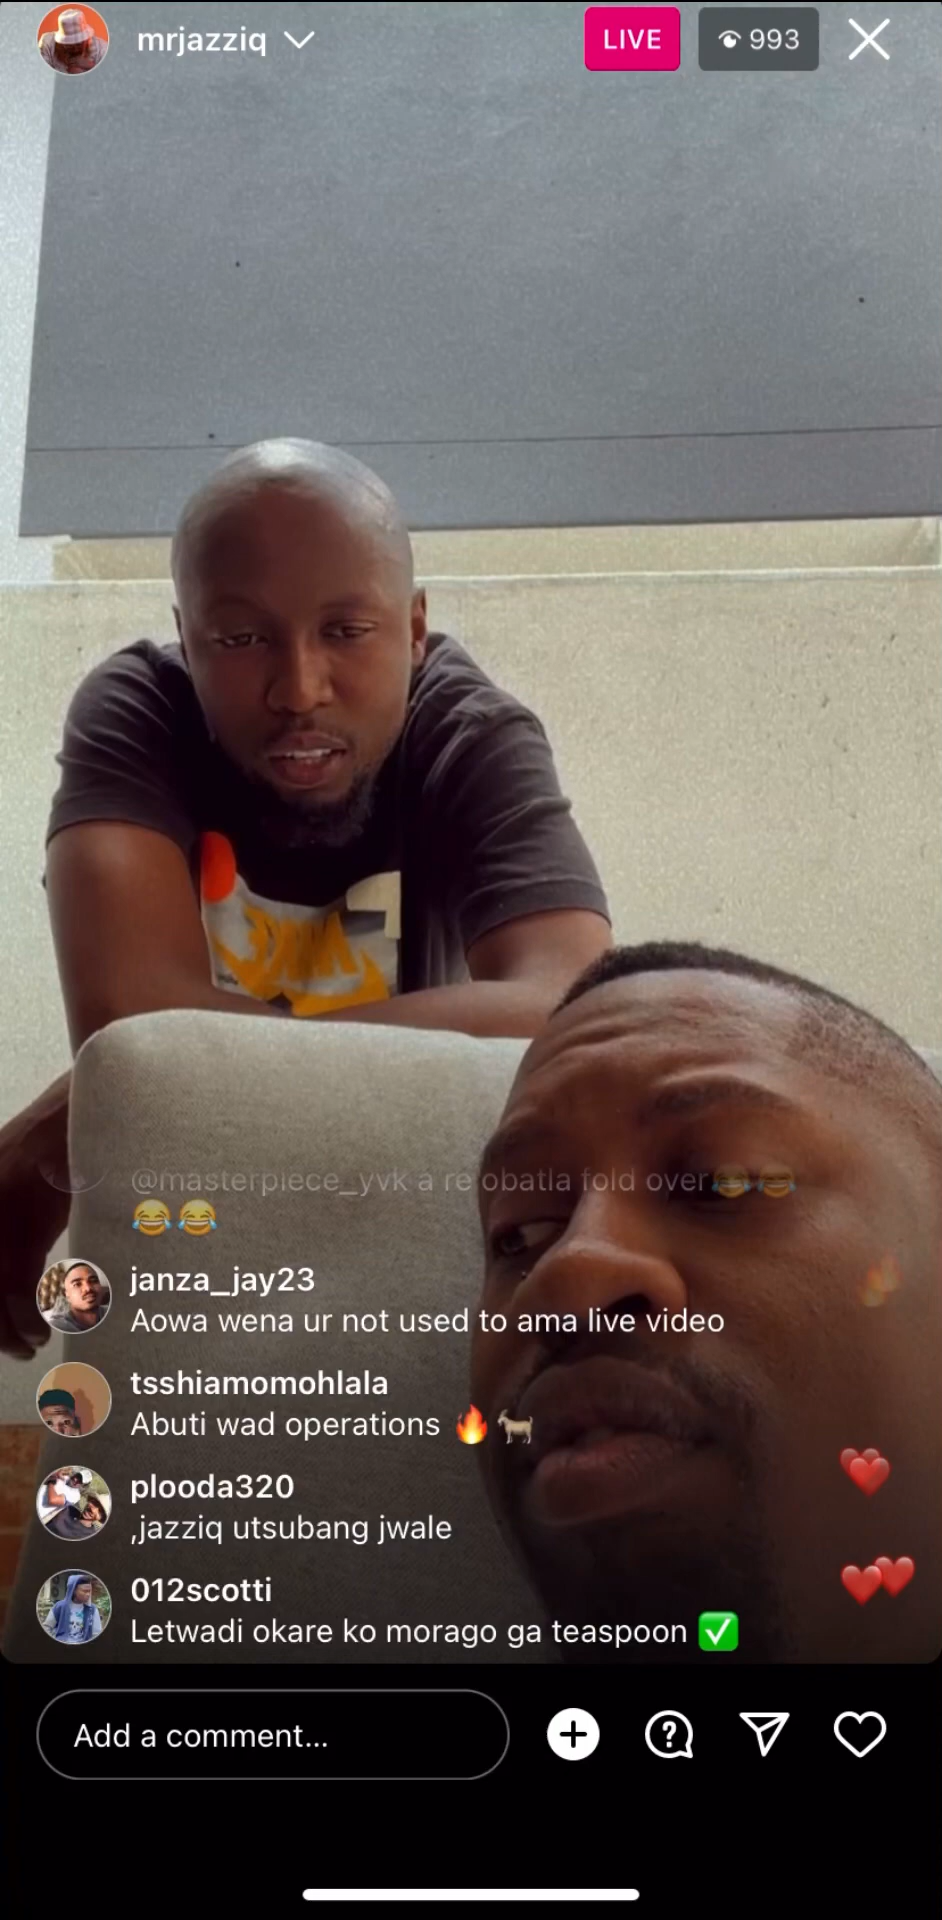 mrjazziq
LIVE
993
@masterpiece_yvk a re obatla fold over😂😂
😂😂
janza_jay23
Aowa wena ur not used to ama live video
tsshiamomohlala
Abuti wad operations 🔥🐐
plooda320
,jazziq utsubang jwale
012scotti
Letwadi okare ko morago ga teaspoon ✅
Add a comment...